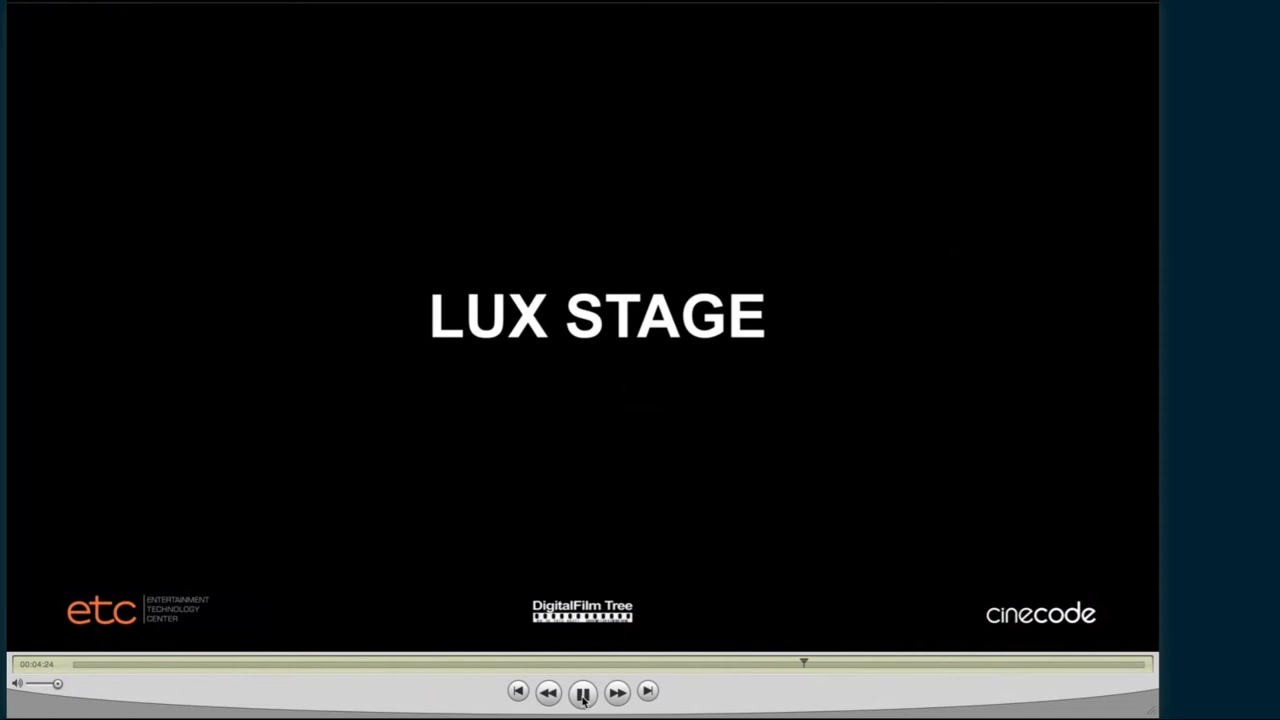 LUX STAGE
etc ENTERTAINMENT
TECHNOLOGY
CENTER
DigitalFilm Tree
cinecode
00:04:24